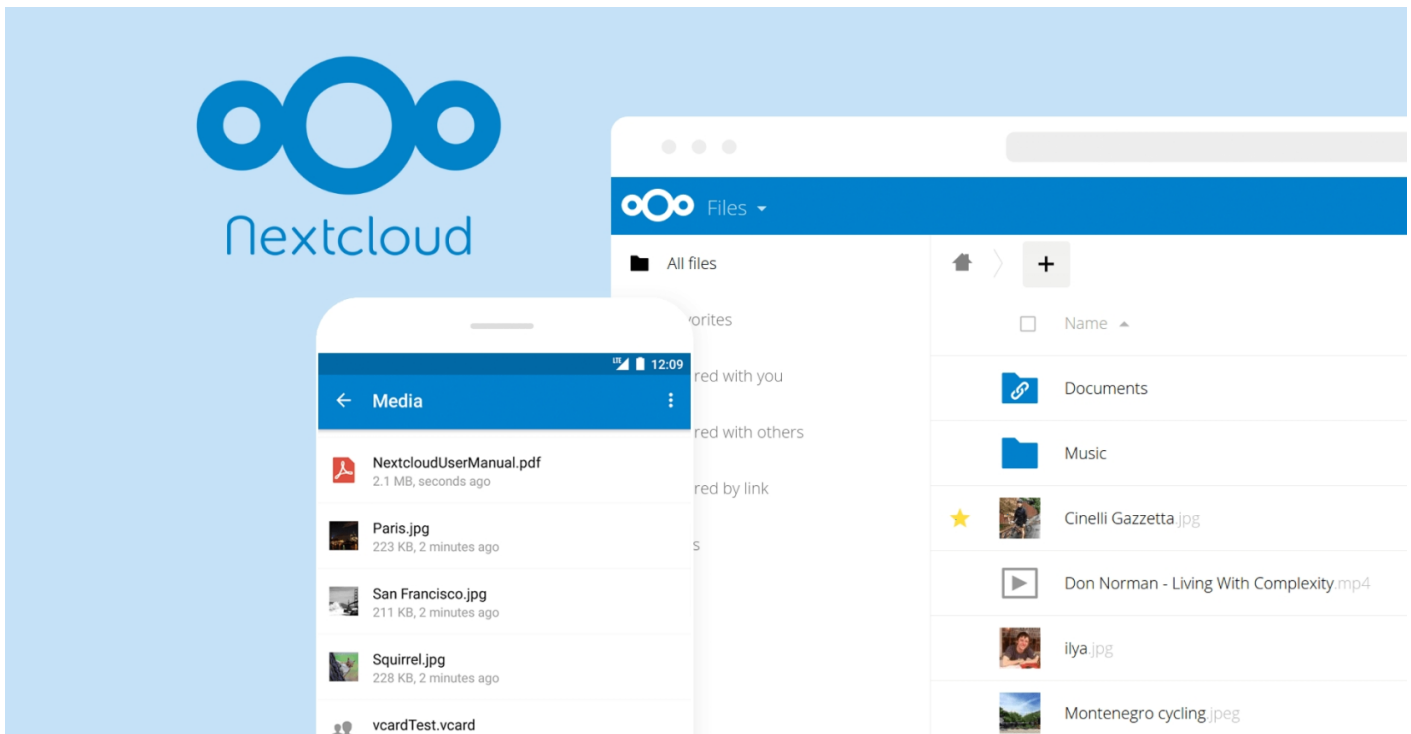 Nextcloud
Files
All files
vorites
red with you
red with others
red by link
s
Name
Documents
Music
Cinelli Gazzetta.jpg
Don Norman - Living With Complexity.mp4
ilya.jpg
Montenegro cycling.jpeg
LTE 12:09
Media
NextcloudUserManual.pdf
2.1 MB, seconds ago
Paris.jpg
223 KB, 2 minutes ago
San Francisco.jpg
211 KB, 2 minutes ago
Squirrel.jpg
228 KB, 2 minutes ago
vcardTest.vcard